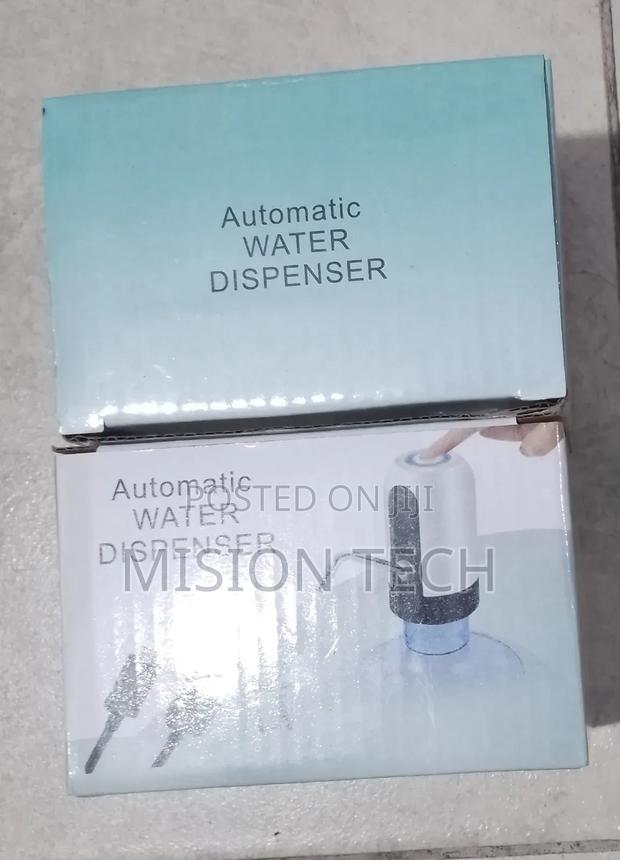 Automatic
WATER
DISPENSER
Automatic
WATER
DISPENSER
POSTED ON JIJI
MISION TECH